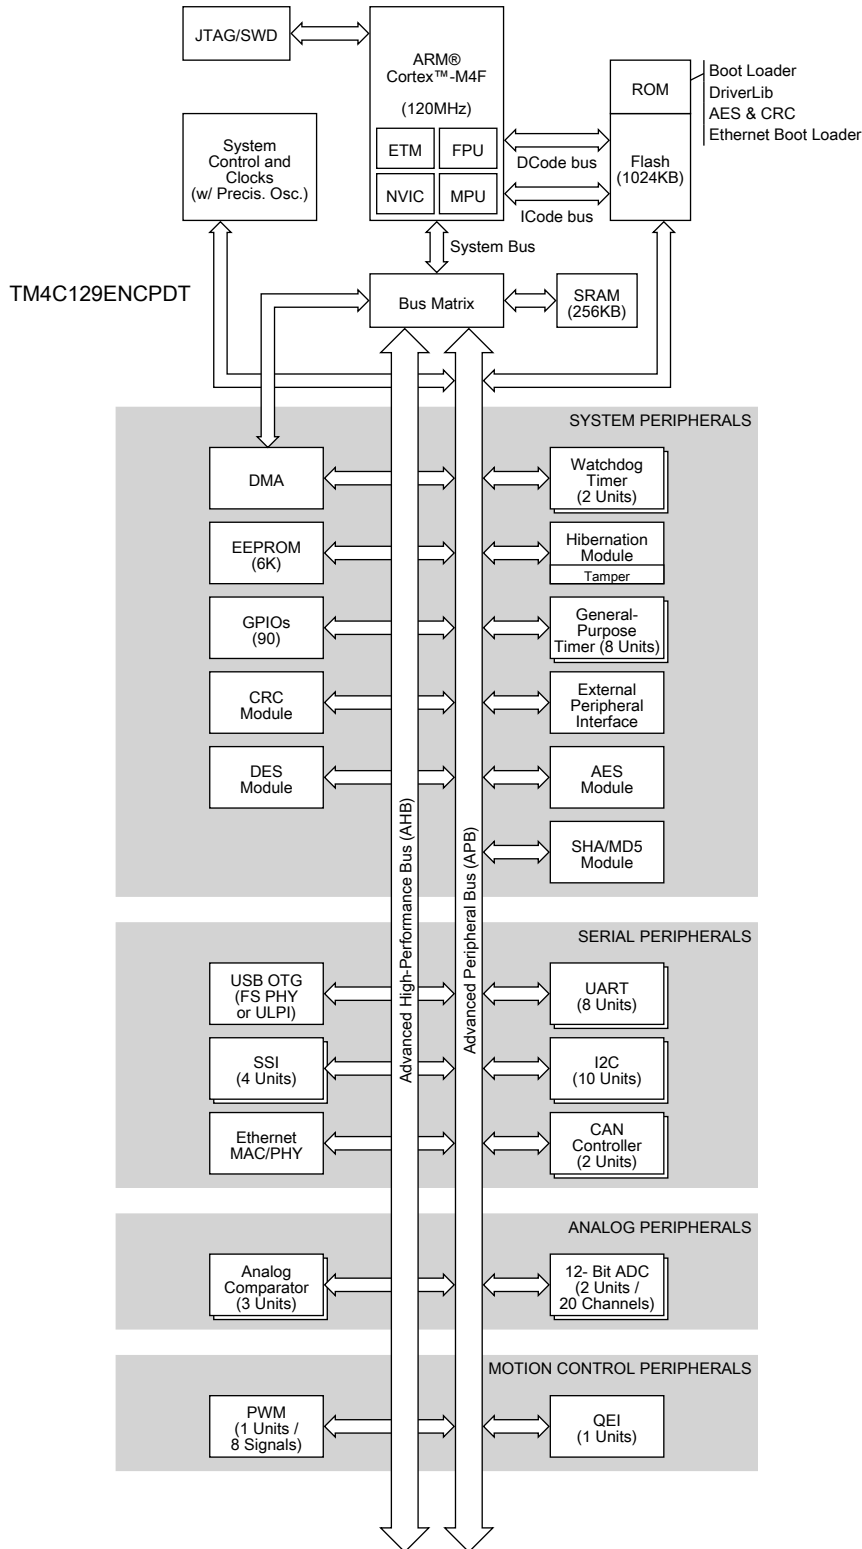 JTAG/SWD
ARM®
Cortex™-M4F
(120MHz)
ETM
FPU
NVIC
MPU
ROM
Flash
(1024KB)
Boot Loader
DriverLib
AES & CRC
Ethernet Boot Loader
DCode bus
ICode bus
System
Control and
Clocks
(w/ Precis. Osc.)
System Bus
TM4C129ENCPDT
Bus Matrix
SRAM
(256KB)
SYSTEM PERIPHERALS
DMA
Watchdog
Timer
(2 Units)
EEPROM
(6K)
Hibernation
Module
Tamper
GPIOs
(90)
General-
Purpose
Timer (8 Units)
CRC
Module
External
Peripheral
Interface
DES
Module
AES
Module
SHA/MD5
Module
Advanced High-Performance Bus (AHB)
Advanced Peripheral Bus (APB)
SERIAL PERIPHERALS
USB OTG
(FS PHY
or ULPI)
UART
(8 Units)
SSI
(4 Units)
I2C
(10 Units)
Ethernet
MAC/PHY
CAN
Controller
(2 Units)
ANALOG PERIPHERALS
Analog
Comparator
(3 Units)
12- Bit ADC
(2 Units /
20 Channels)
MOTION CONTROL PERIPHERALS
PWM
(1 Units /
8 Signals)
QEI
(1 Units)